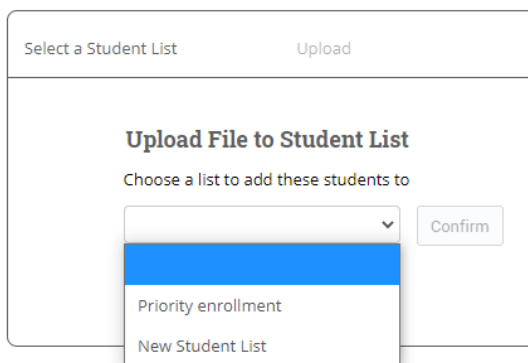 Select a Student List Upload
Upload File to Student List
Choose a list to add these students to
Confirm
Priority enrollment
New Student List